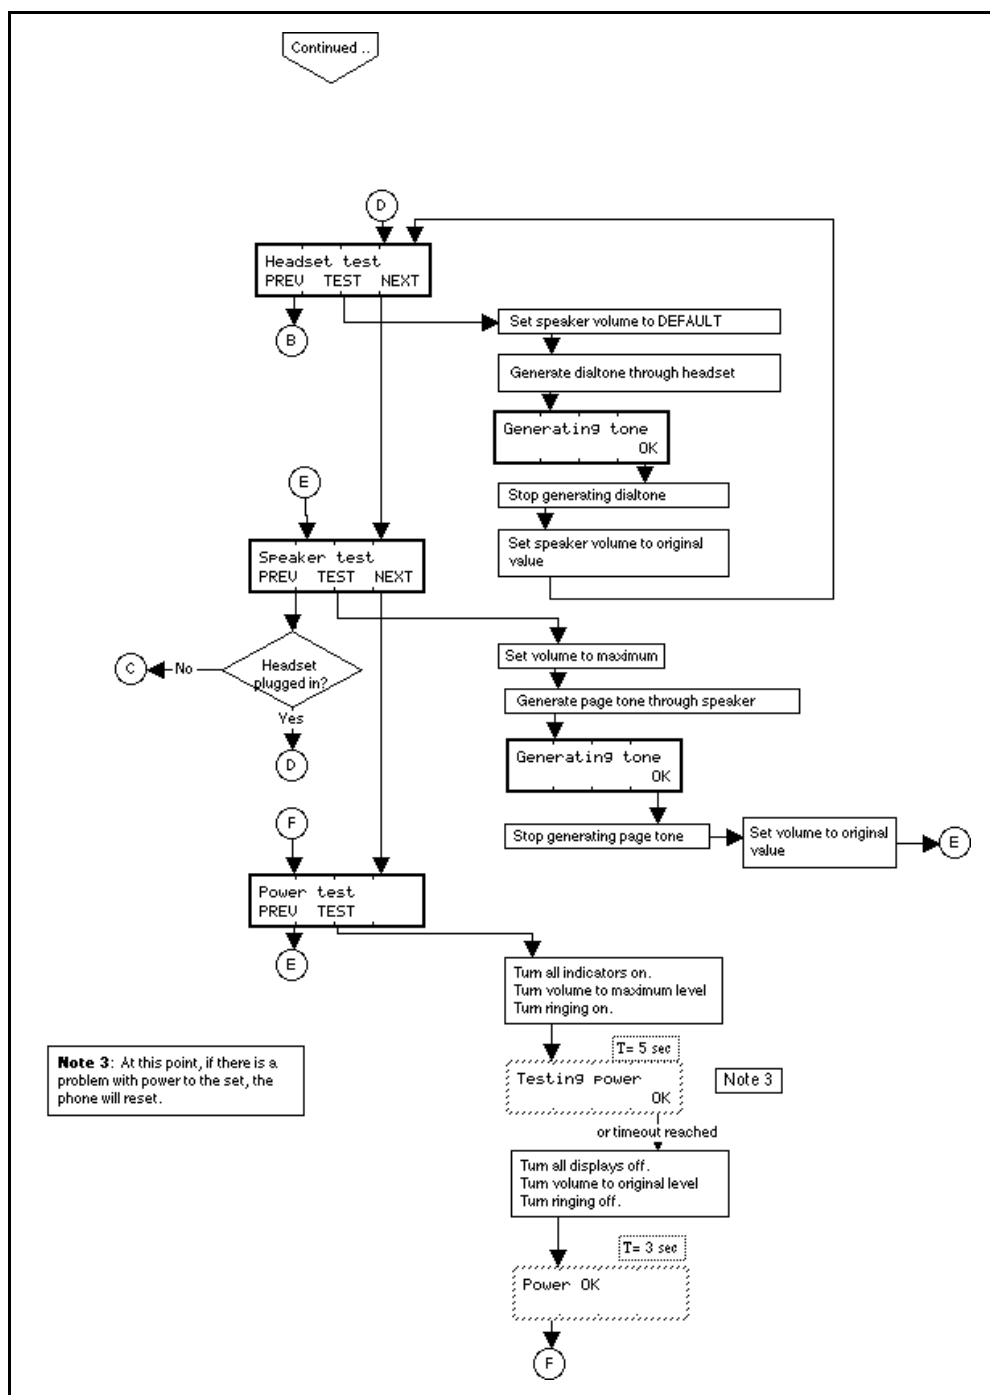 Continued ..
D
Headset test
PREV TEST NEXT
B
Set speaker volume to DEFAULT
Generate dialtone through headset
Generating tone
OK
Stop generating dialtone
Set speaker volume to original
value
E
Speaker test
PREV TEST NEXT
Headset
plugged in?
No
C
Yes
D
Set volume to maximum
Generate page tone through speaker
Generating tone
OK
Stop generating page tone
Set volume to original
value
E
F
Power test
PREV TEST
E
Turn all indicators on.
Turn volume to maximum level
Turn ringing on.
T= 5 sec
Testing power
OK
Note 3
Note 3: At this point, if there is a
problem with power to the set, the
phone will reset.
or timeout reached
Turn all displays off.
Turn volume to original level
Turn ringing off.
T= 3 sec
Power OK
F